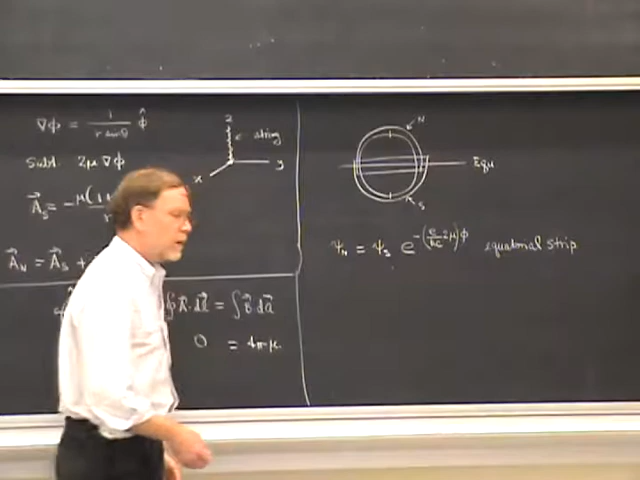 ∇φ = 1/(r sinθ) φ̂
Subt. 2μ∇φ
A⃗_S = -μ(1
A⃗_N = A⃗_S +
∮A⃗·dl⃗ = ∫B⃗·da⃗
0 = 4πμ.
z
string
x
y
N
Equ
S
ψ_N = ψ_S e^{-(e/ħc 2μ)φ} equatorial strip